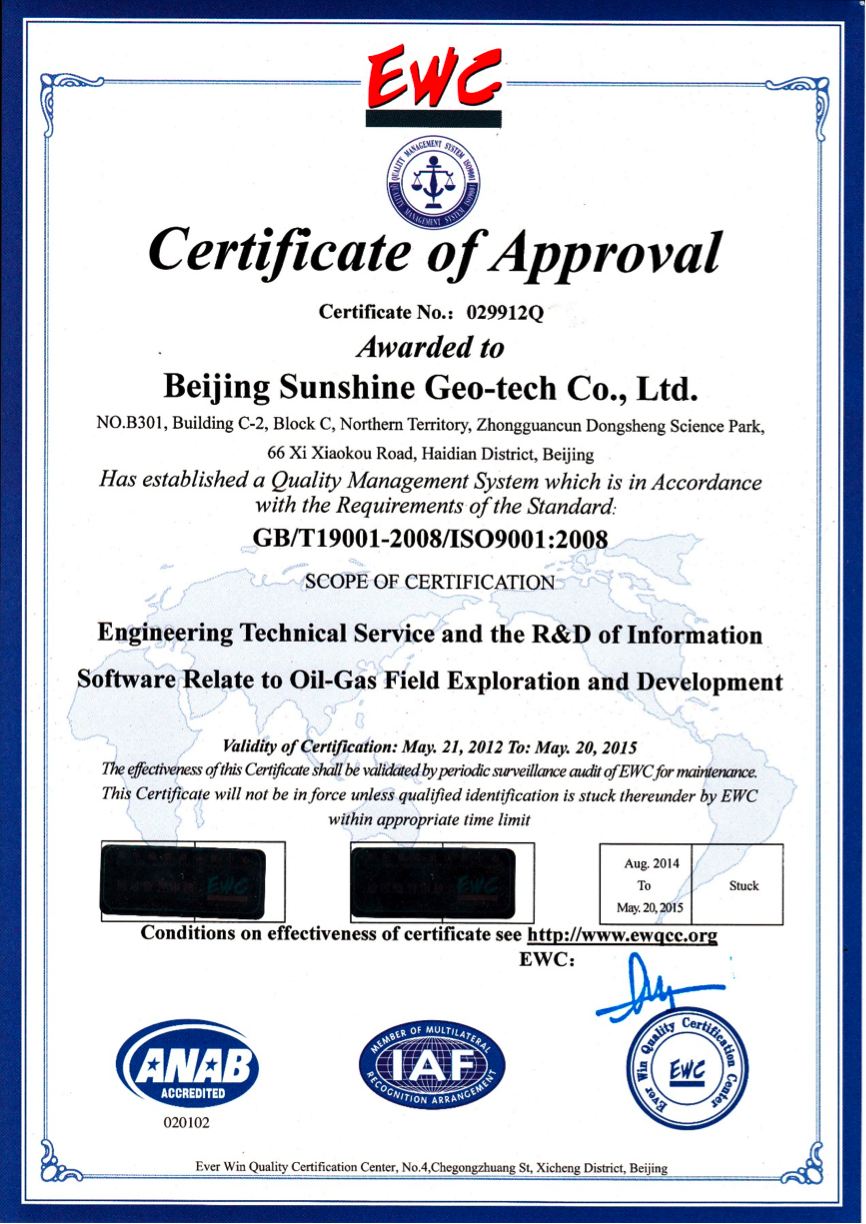 EWC
QUALITY MANAGEMENT SYSTEM ISO9001
QUALITY MANAGEMENT SYSTEM ISO9001
Certificate of Approval
Certificate No.: 029912Q
Awarded to
Beijing Sunshine Geo-tech Co., Ltd.
NO.B301, Building C-2, Block C, Northern Territory, Zhongguancun Dongsheng Science Park,
66 Xi Xiaokou Road, Haidian District, Beijing
Has established a Quality Management System which is in Accordance
with the Requirements of the Standard:
GB/T19001-2008/ISO9001:2008
SCOPE OF CERTIFICATION
Engineering Technical Service and the R&D of Information
Software Relate to Oil-Gas Field Exploration and Development
Validity of Certification: May. 21, 2012 To: May. 20, 2015
The effectiveness of this Certificate shall be validated by periodic surveillance audit of EWC for maintenance.
This Certificate will not be in force unless qualified identification is stuck thereunder by EWC
within appropriate time limit
EWC
EWC
Aug. 2014
To
May. 20, 2015
Stuck
Conditions on effectiveness of certificate see http://www.ewqcc.org
EWC:
ANAB
ACCREDITED
020102
MEMBER OF MULTILATERAL
IAF
RECOGNITION ARRANGEMENT
Ever Win Quality Certification Center
EWC
Ever Win Quality Certification Center, No.4,Chegongzhuang St, Xicheng District, Beijing